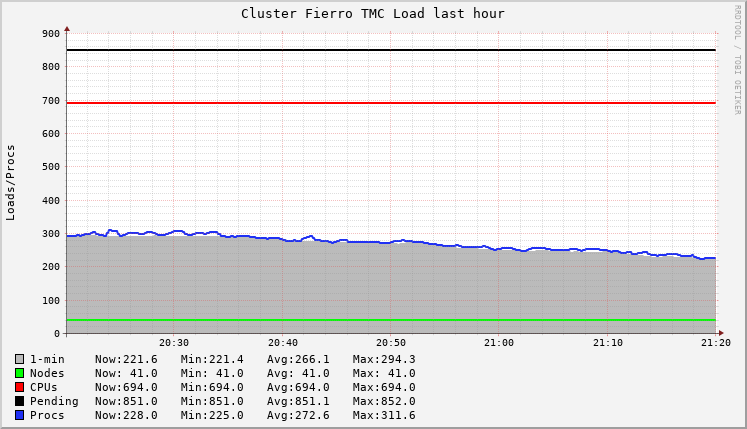 Cluster Fierro TMC Load last hour
RRDTOOL / TOBI OETIKER
Loads/Procs
900
800
700
600
500
400
300
200
100
0
20:30 20:40 20:50 21:00 21:10 21:20
1-min Now:221.6 Min:221.4 Avg:266.1 Max:294.3
Nodes Now: 41.0 Min: 41.0 Avg: 41.0 Max: 41.0
CPUs Now:694.0 Min:694.0 Avg:694.0 Max:694.0
Pending Now:851.0 Min:851.0 Avg:851.1 Max:852.0
Procs Now:228.0 Min:225.0 Avg:272.6 Max:311.6